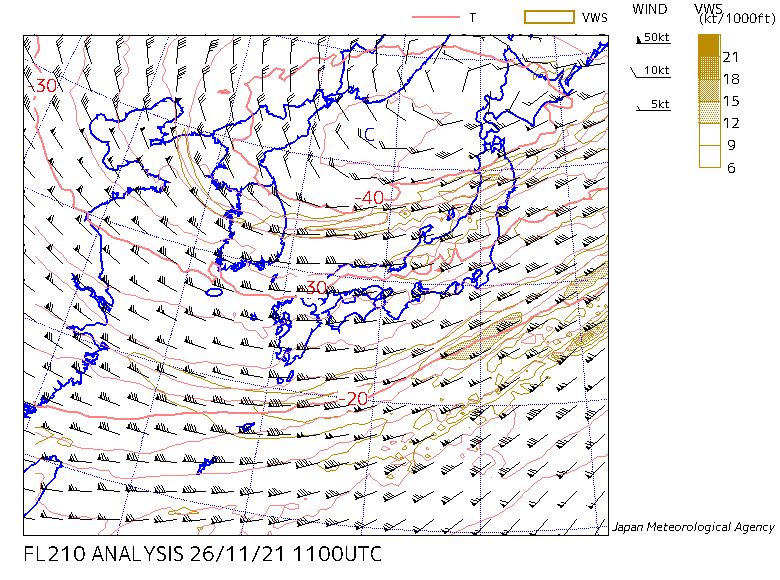 T VWS
WIND VWS
(kt/1000ft)
50kt
10kt
5kt
21
18
15
12
9
6
-30
C
-40
30
-20
Japan Meteorological Agency
FL210 ANALYSIS 26/11/21 1100UTC